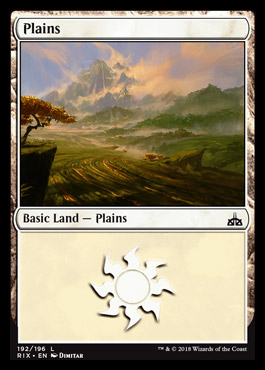 Plains
Basic Land — Plains
192/196 L
RIX • EN Dimitar
™ & © 2018 Wizards of the Coast